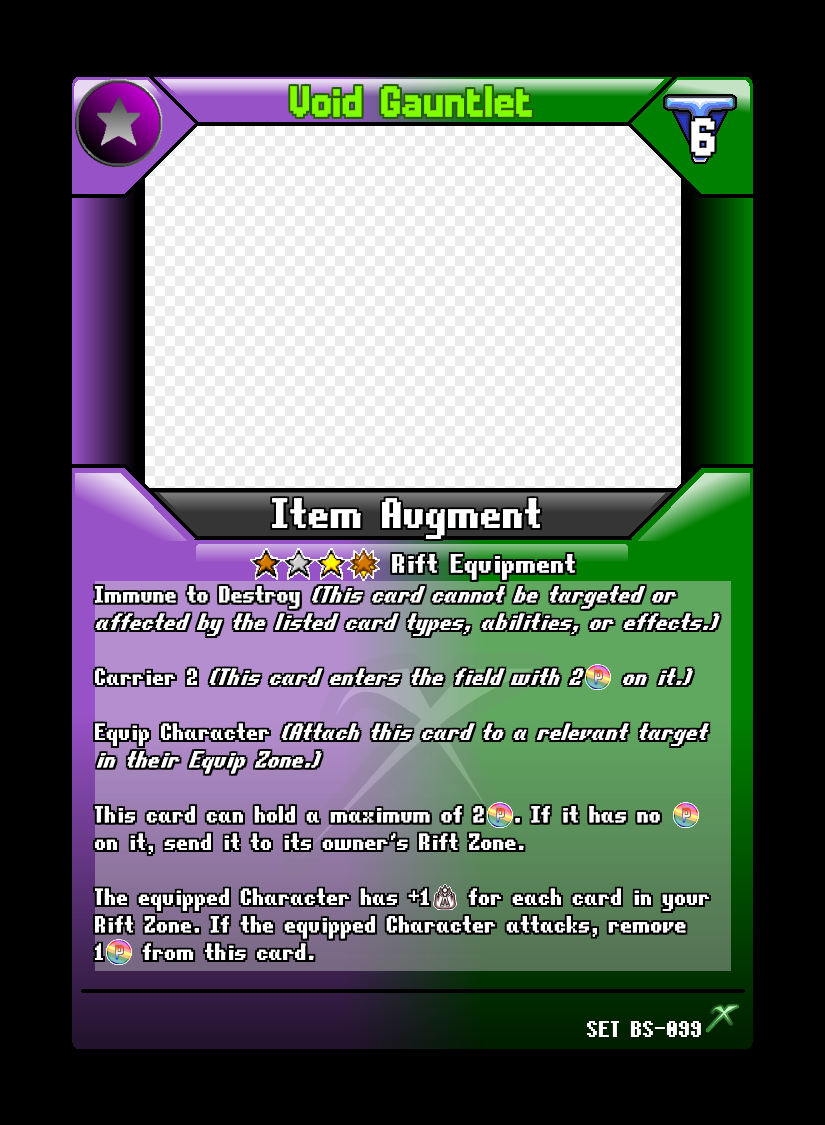 Void Gauntlet
6
Item Augment
Rift Equipment
Immune to Destroy (This card cannot be targeted or
affected by the listed card types, abilities, or effects.)
Carrier 2 (This card enters the field with 2 P on it.)
Equip Character (Attach this card to a relevant target
in their Equip Zone.)
This card can hold a maximum of 2 P. If it has no P
on it, send it to its owner's Rift Zone.
The equipped Character has +1 for each card in your
Rift Zone. If the equipped Character attacks, remove
1 P from this card.
SET BS-099